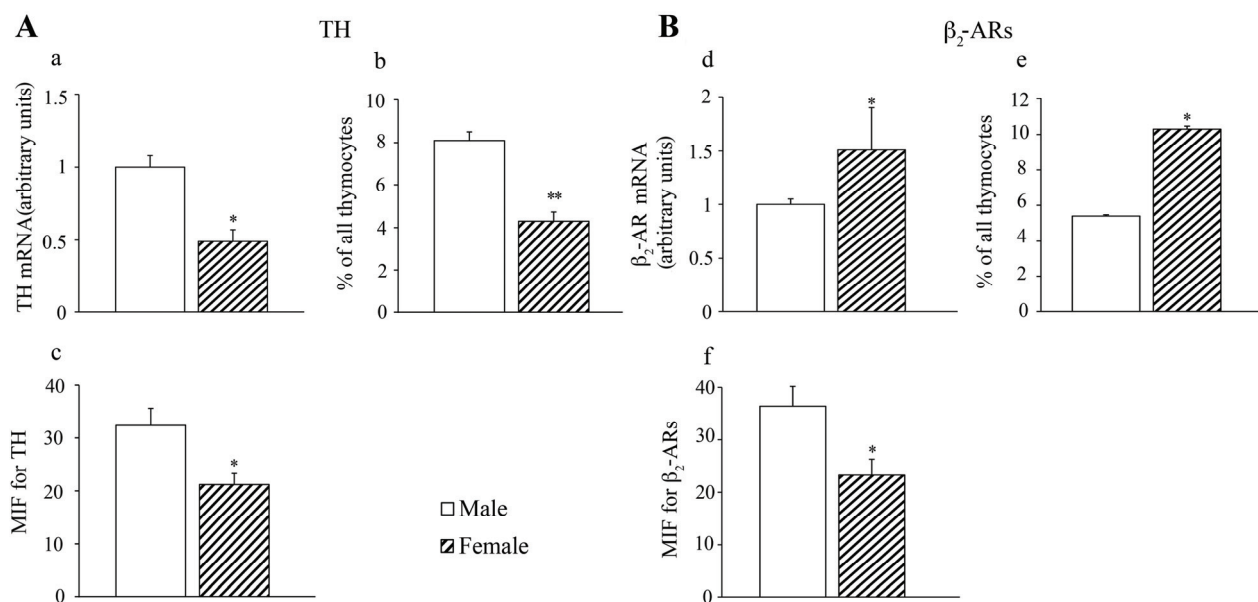 A
TH
a
TH mRNA(arbitrary units)
1.5
1
0.5
0
*
b
% of all thymocytes
10
8
6
4
2
0
**
c
MIF for TH
40
30
20
10
0
*
Male
Female
B
β₂-ARs
d
β₂-AR mRNA
(arbitrary units)
2
1.5
1
0.5
0
*
e
% of all thymocytes
12
10
8
6
4
2
0
*
f
MIF for β₂-ARs
40
30
20
10
0
*